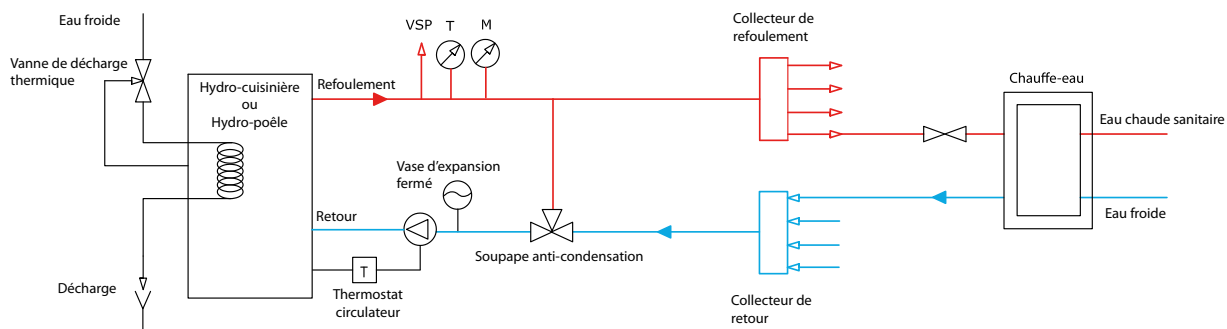 Eau froide
Vanne de décharge
thermique
Hydro-cuisinière
ou
Hydro-poêle
Refoulement
VSP
T
M
Collecteur de
refoulement
Chauffe-eau
Eau chaude sanitaire
Vase d’expansion
fermé
Retour
Soupape anti-condensation
Eau froide
T
Thermostat
circulateur
Décharge
Collecteur de
retour